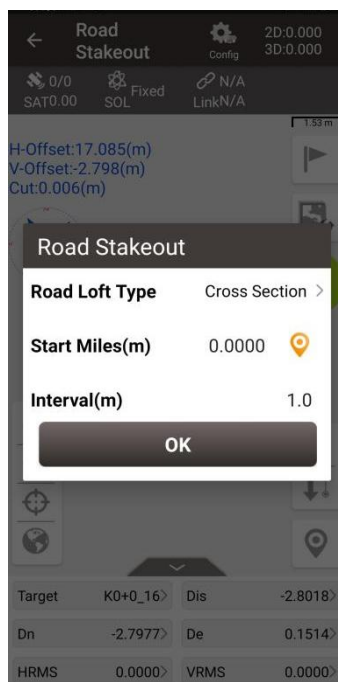 Road Stakeout
Config
2D:0.000
3D:0.000
0/0
SAT0.00
Fixed
SOL
N/A
LinkN/A
1.53 m
H-Offset:17.085(m)
V-Offset:-2.798(m)
Cut:0.006(m)
Road Stakeout
Road Loft Type Cross Section >
Start Miles(m) 0.0000
Interval(m) 1.0
OK
Target K0+0_16> Dis -2.8018>
Dn -2.7977> De 0.1514>
HRMS 0.0000> VRMS 0.0000>